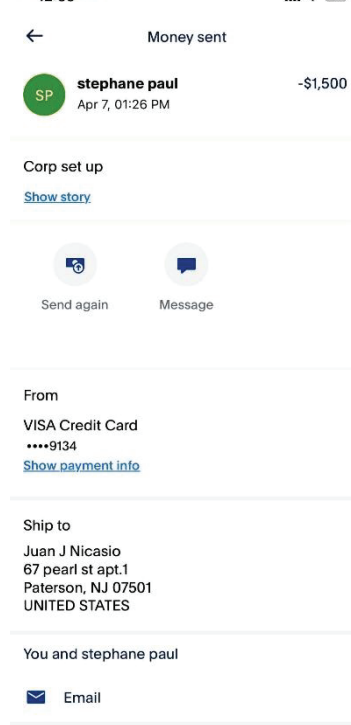 Money sent
SP
stephane paul
-$1,500
Apr 7, 01:26 PM
Corp set up
Show story
Send again
Message
From
VISA Credit Card
••••9134
Show payment info
Ship to
Juan J Nicasio
67 pearl st apt.1
Paterson, NJ 07501
UNITED STATES
You and stephane paul
Email